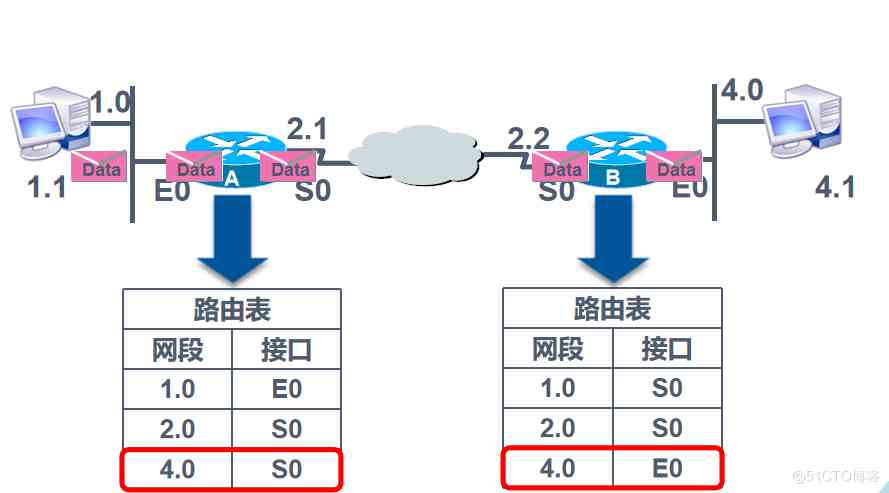 1.0
4.0
2.1
2.2
Data
Data
Data
Data
Data
1.1
E0
A
S0
S0
B
E0
4.1
路由表
网段 接口
1.0 E0
2.0 S0
4.0 S0
路由表
网段 接口
1.0 S0
2.0 S0
4.0 E0
@51CTO博客